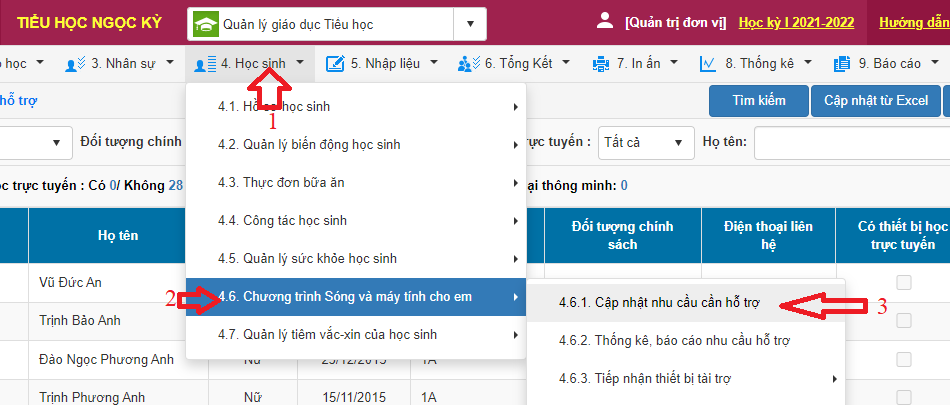 TIỂU HỌC NGỌC KỲ Quản lý giáo dục Tiểu học [Quản trị đơn vị] Học kỳ I 2021-2022 Hướng dẫn
học 3. Nhân sự 4. Học sinh 5. Nhập liệu 6. Tổng Kết 7. In ấn 8. Thống kê 9. Báo cáo
hỗ trợ Tìm kiếm Cập nhật từ Excel
1
4.1. Hồ sơ học sinh
Đối tượng chính Tất cả Họ tên:
4.2. Quản lý biến động học sinh
4.3. Thực đơn bữa ăn
trực tuyến : Có 0/ Không 28 thông minh: 0
4.4. Công tác học sinh
Họ tên Đối tượng chính sách Điện thoại liên hệ Có thiết bị học trực tuyến
4.5. Quản lý sức khỏe học sinh
Vũ Đức An
2 4.6. Chương trình Sóng và máy tính cho em
4.6.1. Cập nhật nhu cầu cần hỗ trợ 3
Trịnh Bảo Anh
4.7. Quản lý tiêm vắc-xin của học sinh
4.6.2. Thống kê, báo cáo nhu cầu hỗ trợ
Đào Ngọc Phương Anh Nữ 25/12/2015 1A
4.6.3. Tiếp nhận thiết bị tài trợ
Trịnh Phương Anh Nữ 15/11/2015 1A